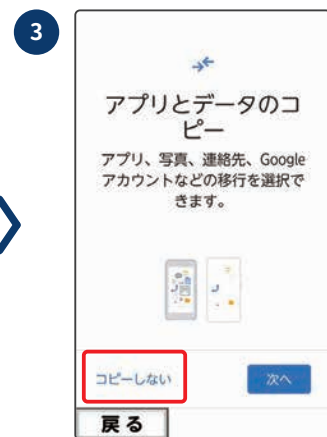 3
アプリとデータのコ
ピー
アプリ、写真、連絡先、Google
アカウントなどの移行を選択で
きます。
コピーしない
次へ
戻る